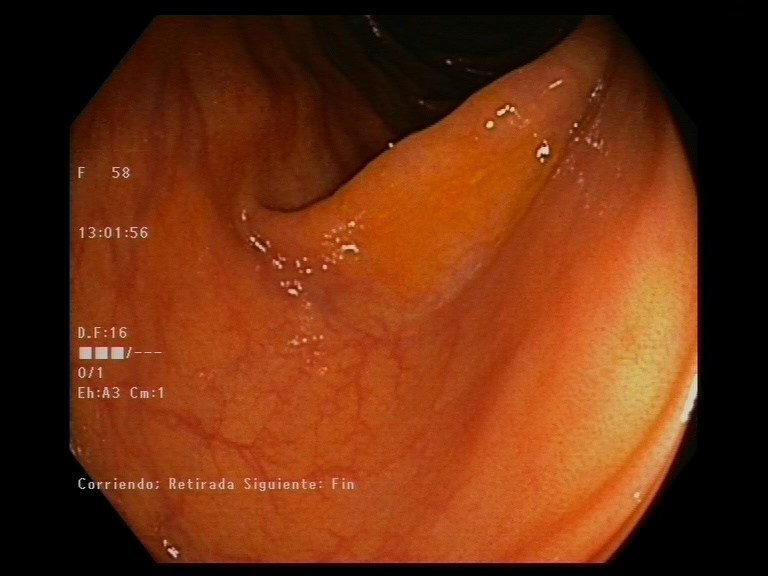 F 58
13:01:56
D.F:16
■■■/---
0/1
Eh:A3 Cm:1
Corriendo; Retirada Siguiente: Fin